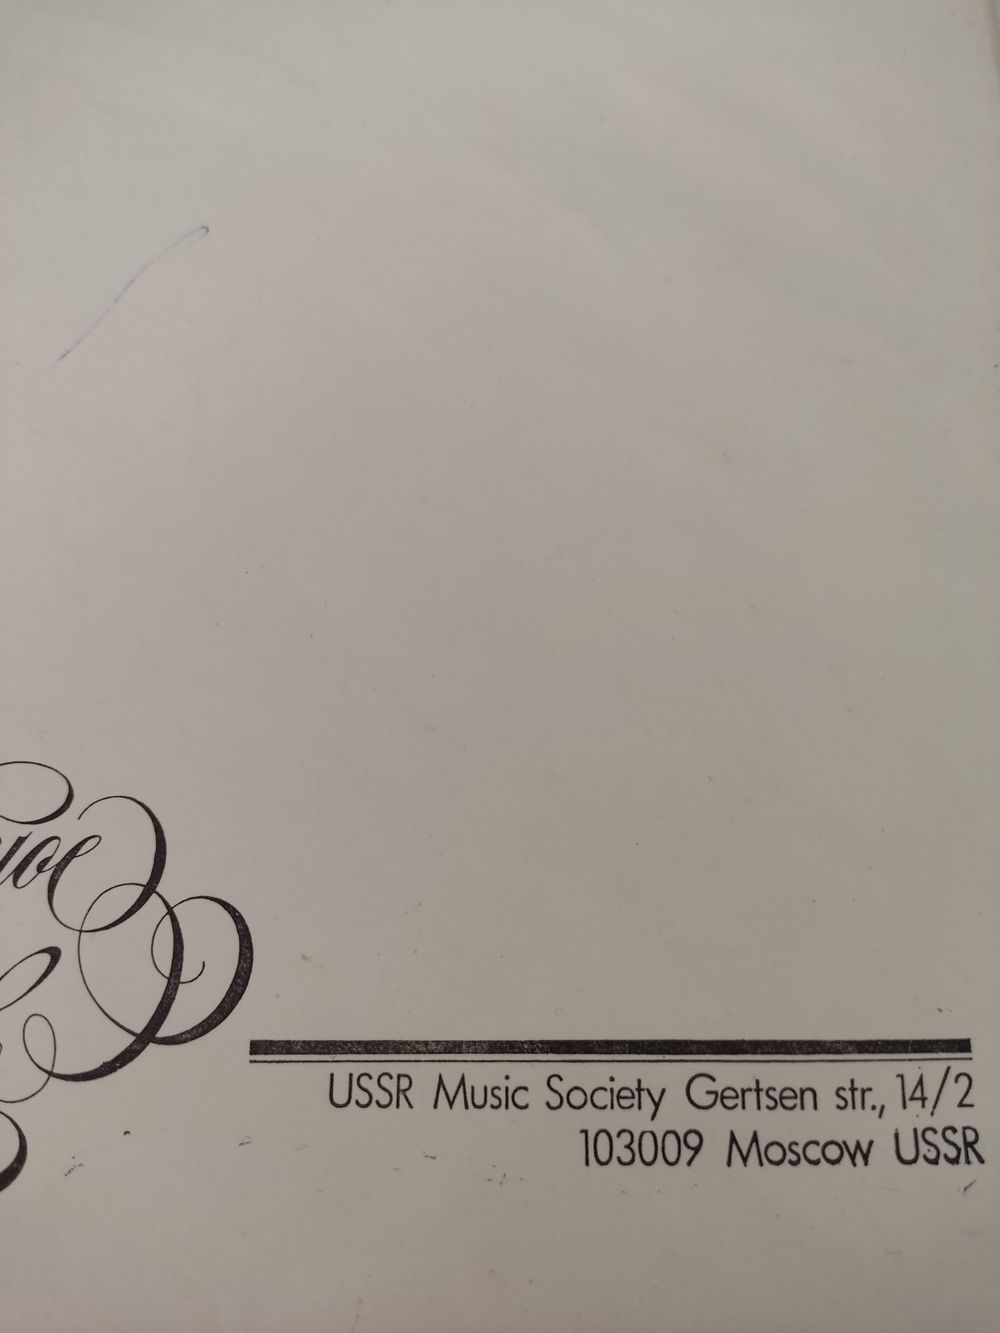 USSR Music Society Gertsen str., 14/2
103009 Moscow USSR